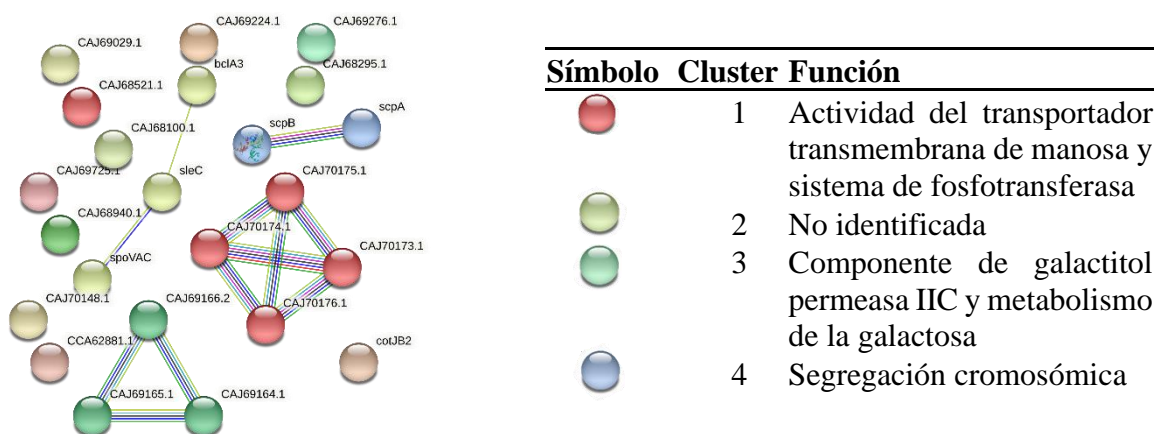 CAJ69224.1
CAJ69276.1
CAJ69029.1
bclA3
CAJ68295.1
CAJ68521.1
scpA
scpB
CAJ68100.1
CAJ70175.1
CAJ69725.1
sleC
CAJ68940.1
CAJ70174.1
CAJ70173.1
spoVAC
CAJ70148.1
CAJ69166.2
CAJ70176.1
CCA62881.1
cotJB2
CAJ69165.1
CAJ69164.1
Símbolo Cluster Función
1 Actividad del transportador
transmembrana de manosa y
sistema de fosfotransferasa
2 No identificada
3 Componente de galactitol
permeasa IIC y metabolismo
de la galactosa
4 Segregación cromosómica